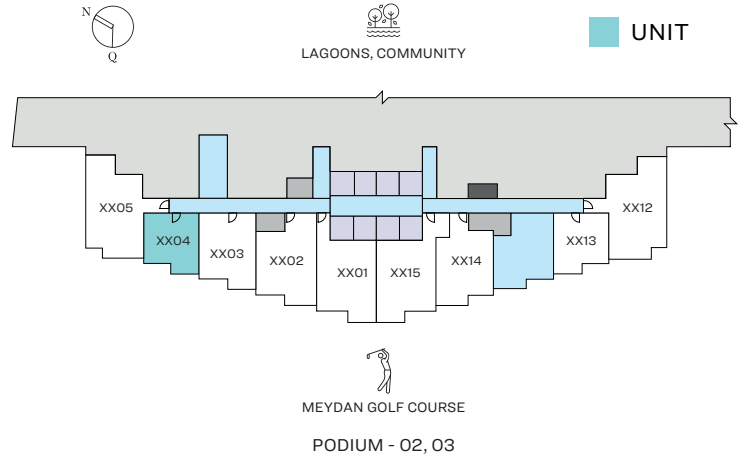 N
Q
LAGOONS, COMMUNITY
UNIT
XX05
XX04
XX03
XX02
XX01
XX15
XX14
XX13
XX12
MEYDAN GOLF COURSE
PODIUM - 02, 03